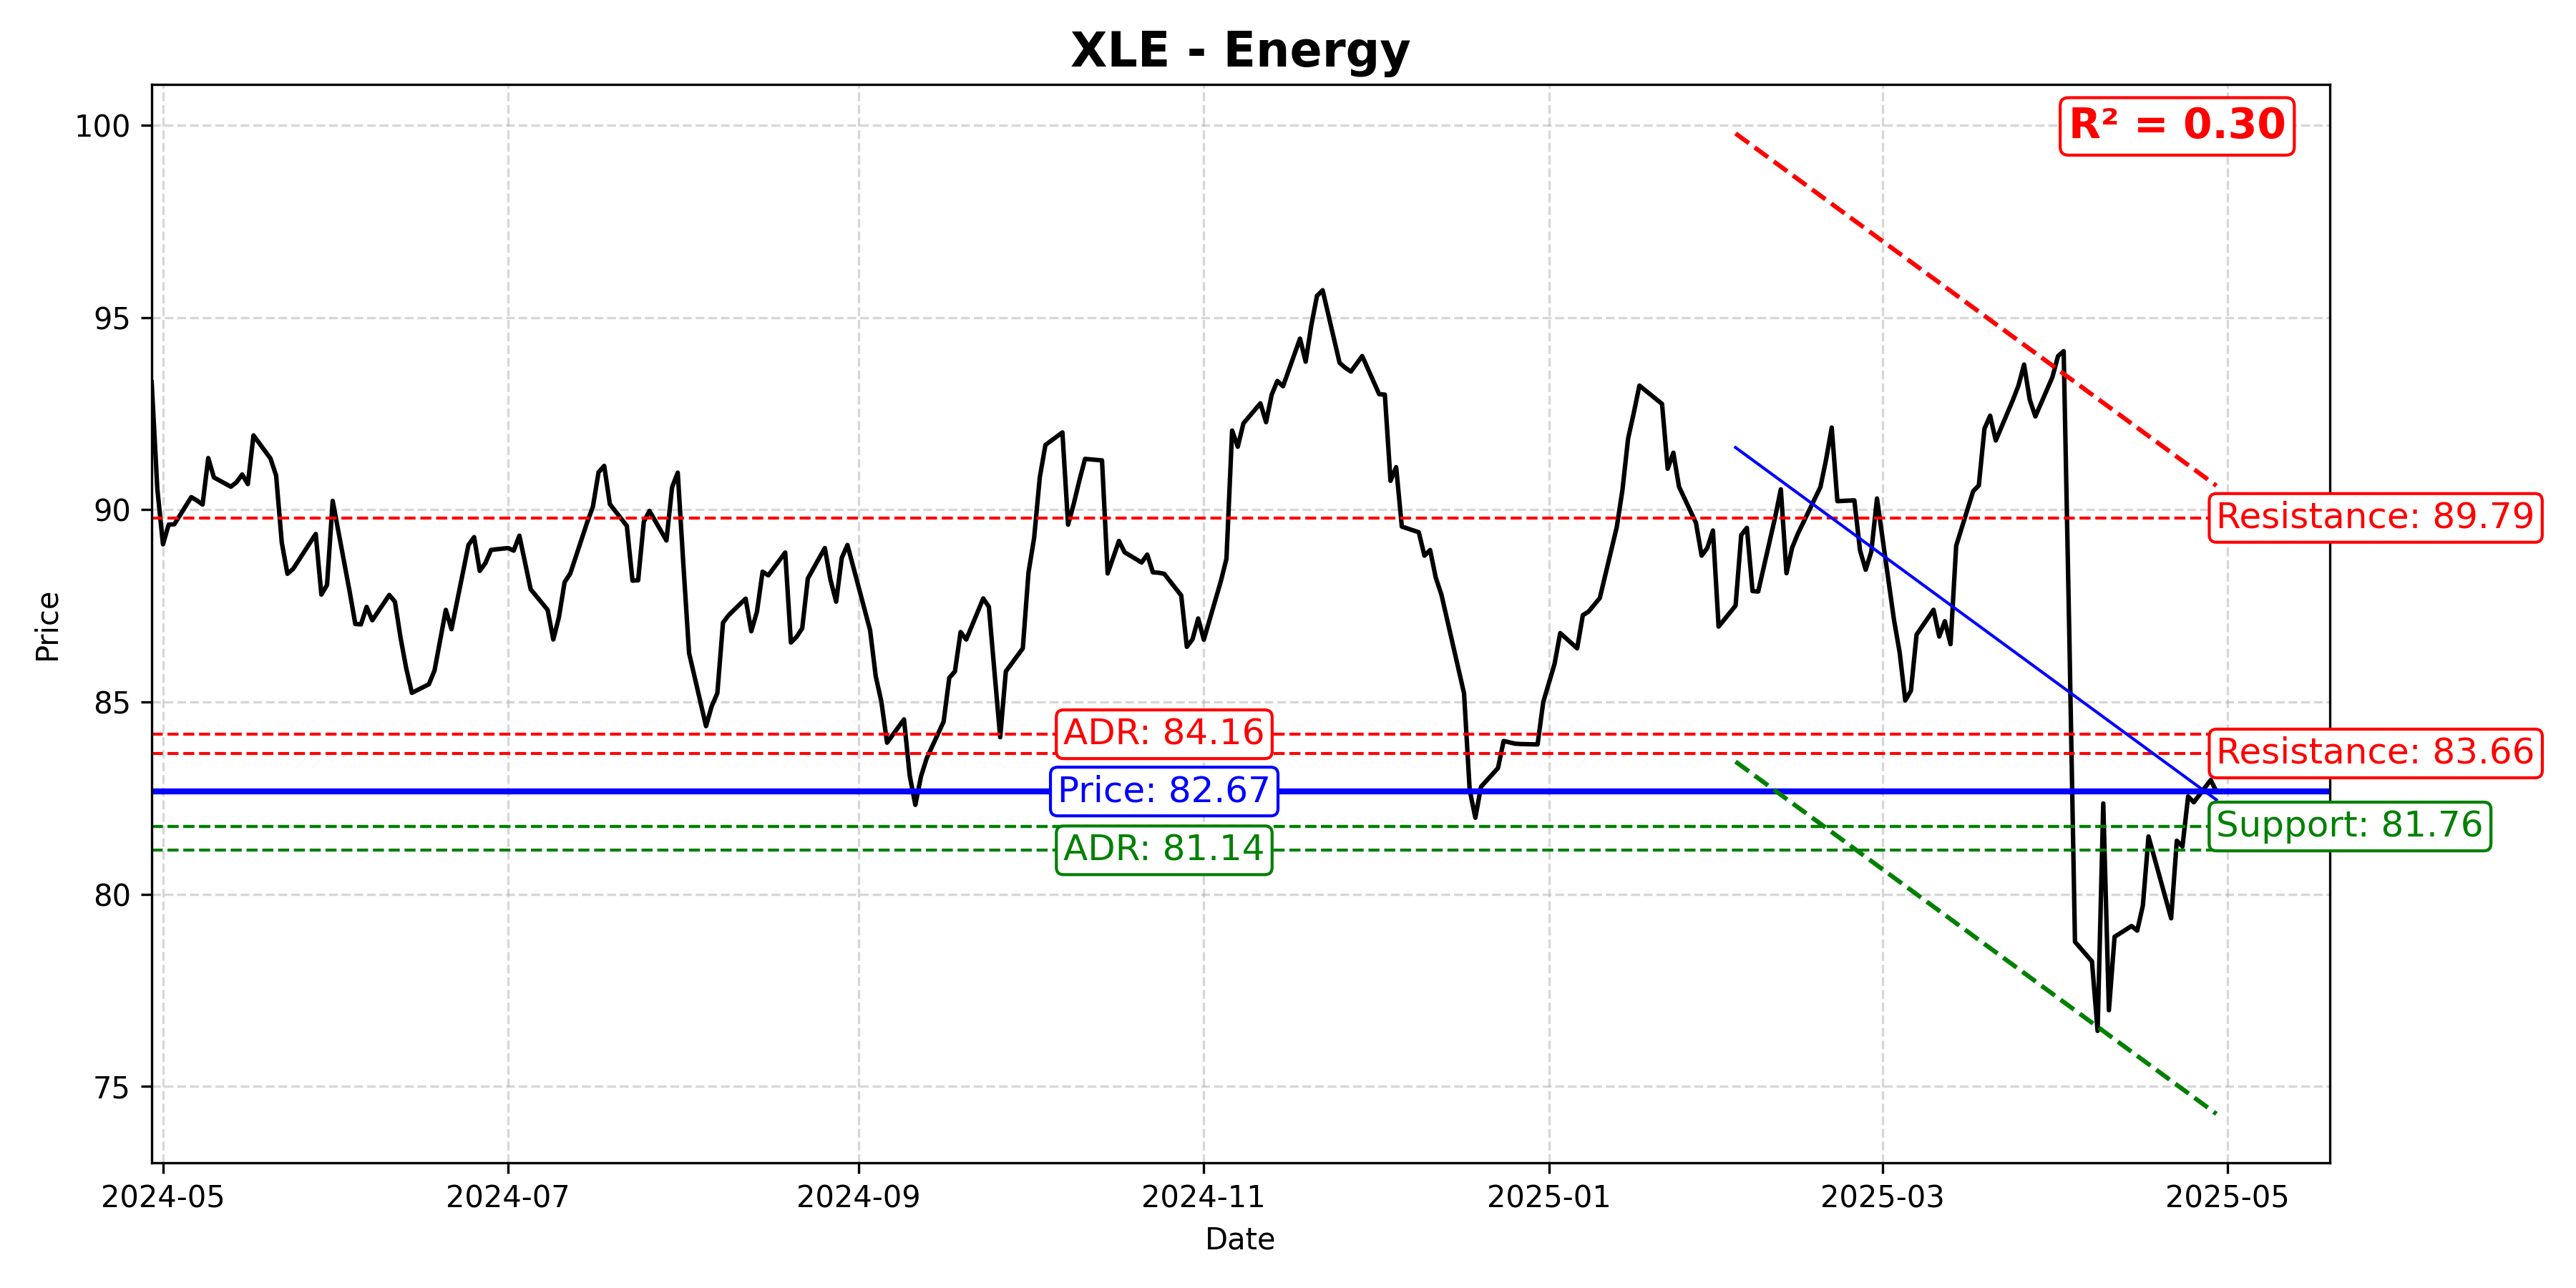 XLE - Energy
R² = 0.30
100
95
90
85
80
75
Price
Resistance: 89.79
ADR: 84.16
Resistance: 83.66
Price: 82.67
Support: 81.76
ADR: 81.14
2024-05
2024-07
2024-09
2024-11
2025-01
2025-03
2025-05
Date